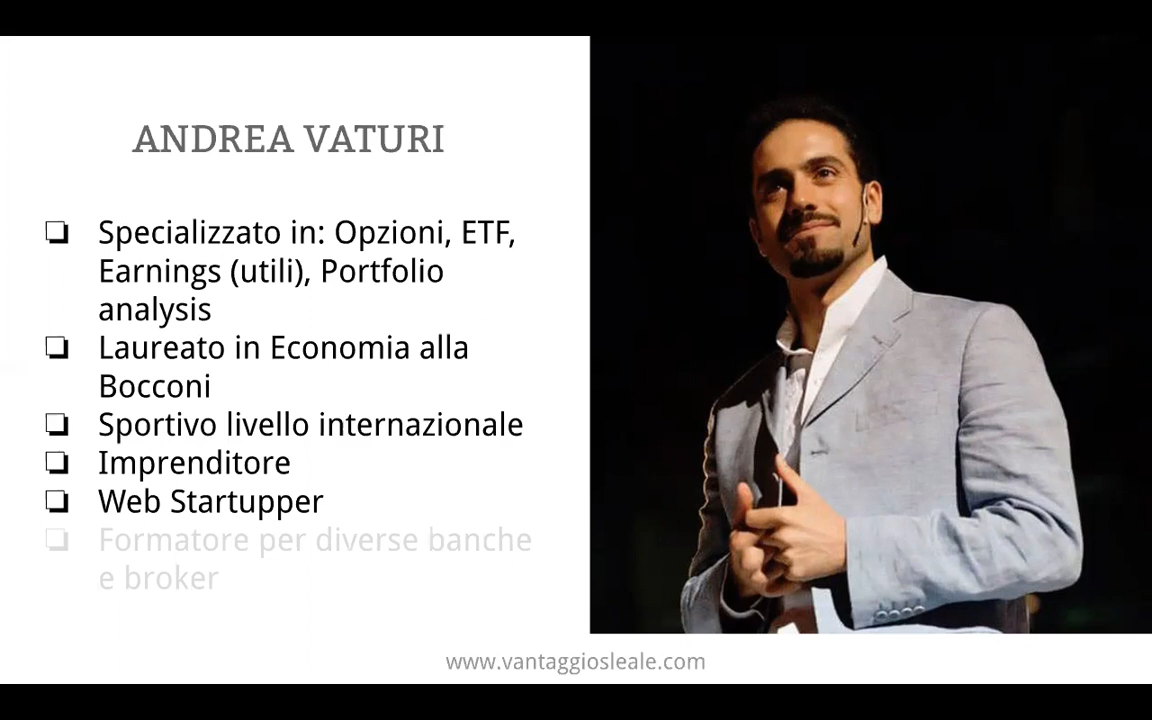 ANDREA VATURI
❏ Specializzato in: Opzioni, ETF,
Earnings (utili), Portfolio
analysis
❏ Laureato in Economia alla
Bocconi
❏ Sportivo livello internazionale
❏ Imprenditore
❏ Web Startupper
❏ Formatore per diverse banche
e broker
www.vantaggiosleale.com